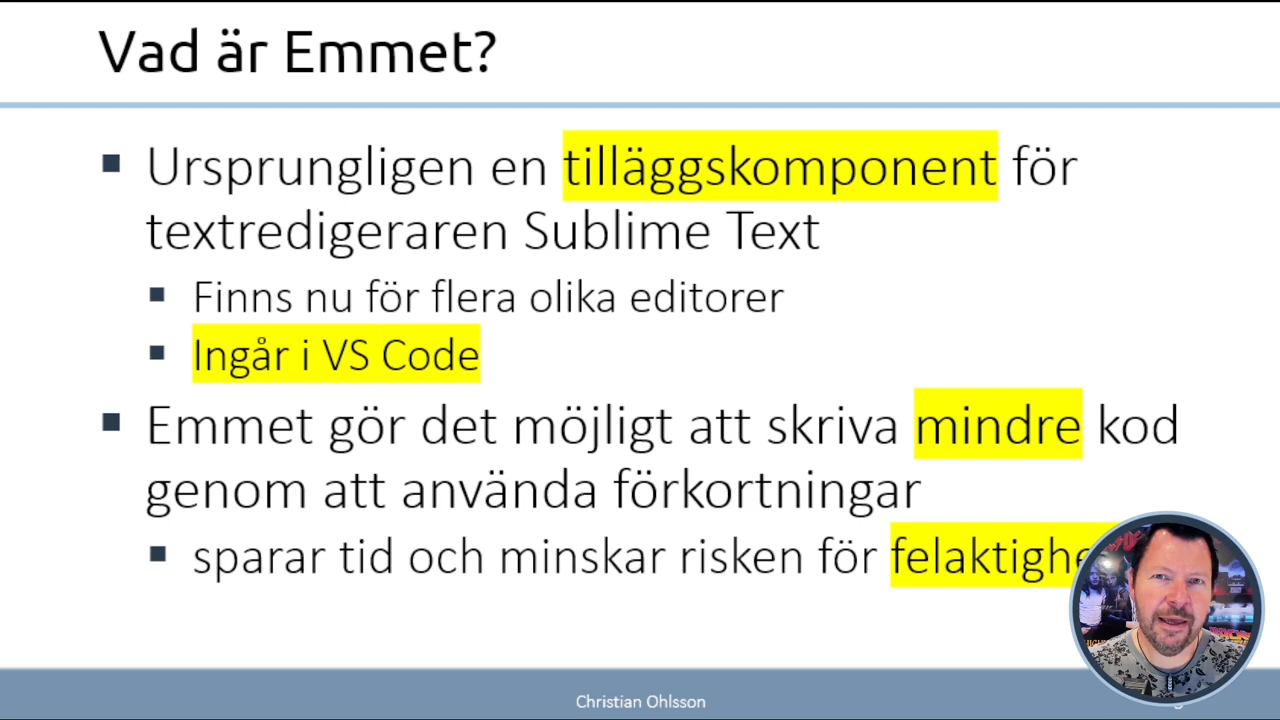 Vad är Emmet?
Ursprungligen en tilläggskomponent för
textredigeraren Sublime Text
Finns nu för flera olika editorer
Ingår i VS Code
Emmet gör det möjligt att skriva mindre kod
genom att använda förkortningar
sparar tid och minskar risken för
Christian Ohlsson